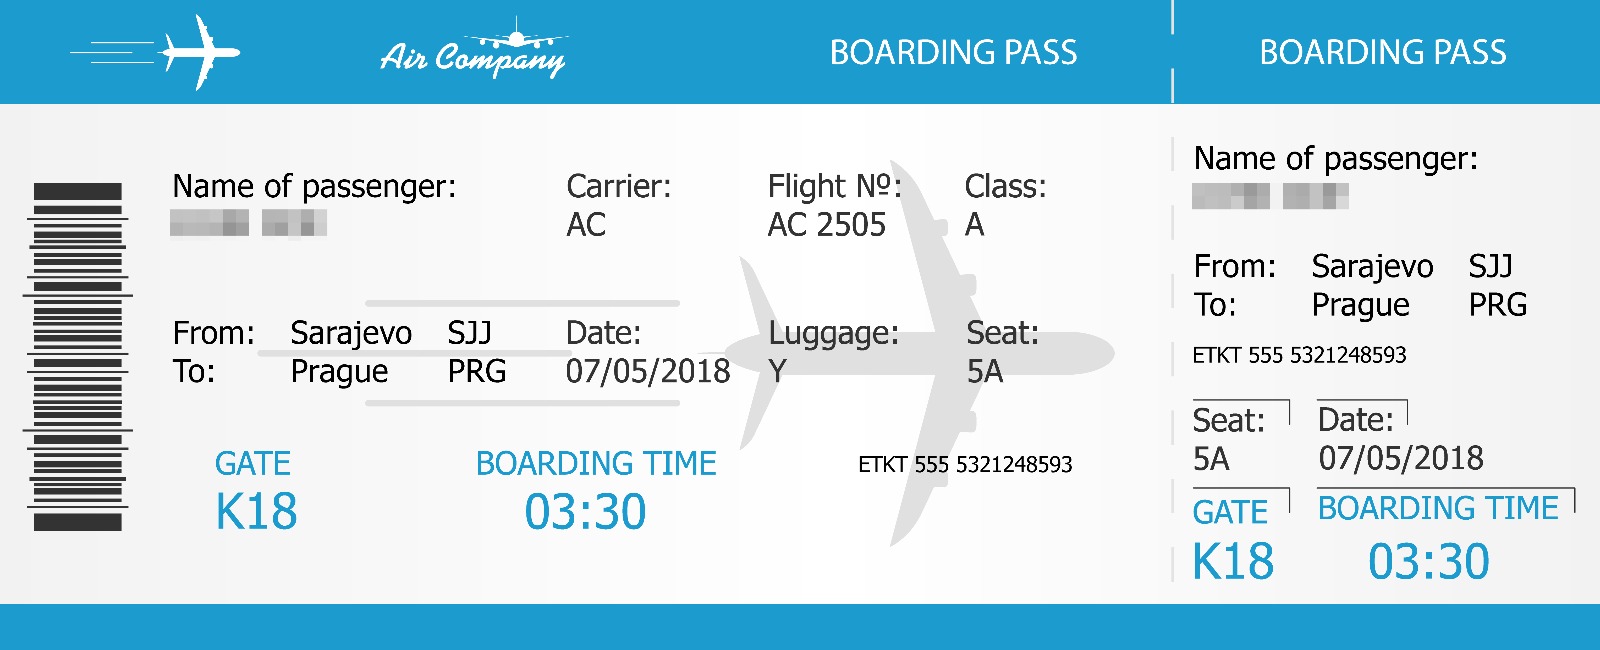 Air Company
BOARDING PASS
BOARDING PASS
Name of passenger:
Carrier:
AC
Flight Nº:
AC 2505
Class:
A
From: Sarajevo SJJ
To: Prague PRG
Date:
07/05/2018
Luggage:
Y
Seat:
5A
GATE
K18
BOARDING TIME
03:30
ETKT 555 5321248593
Name of passenger:
From: Sarajevo SJJ
To: Prague PRG
ETKT 555 5321248593
Seat:
5A
Date:
07/05/2018
GATE
K18
BOARDING TIME
03:30